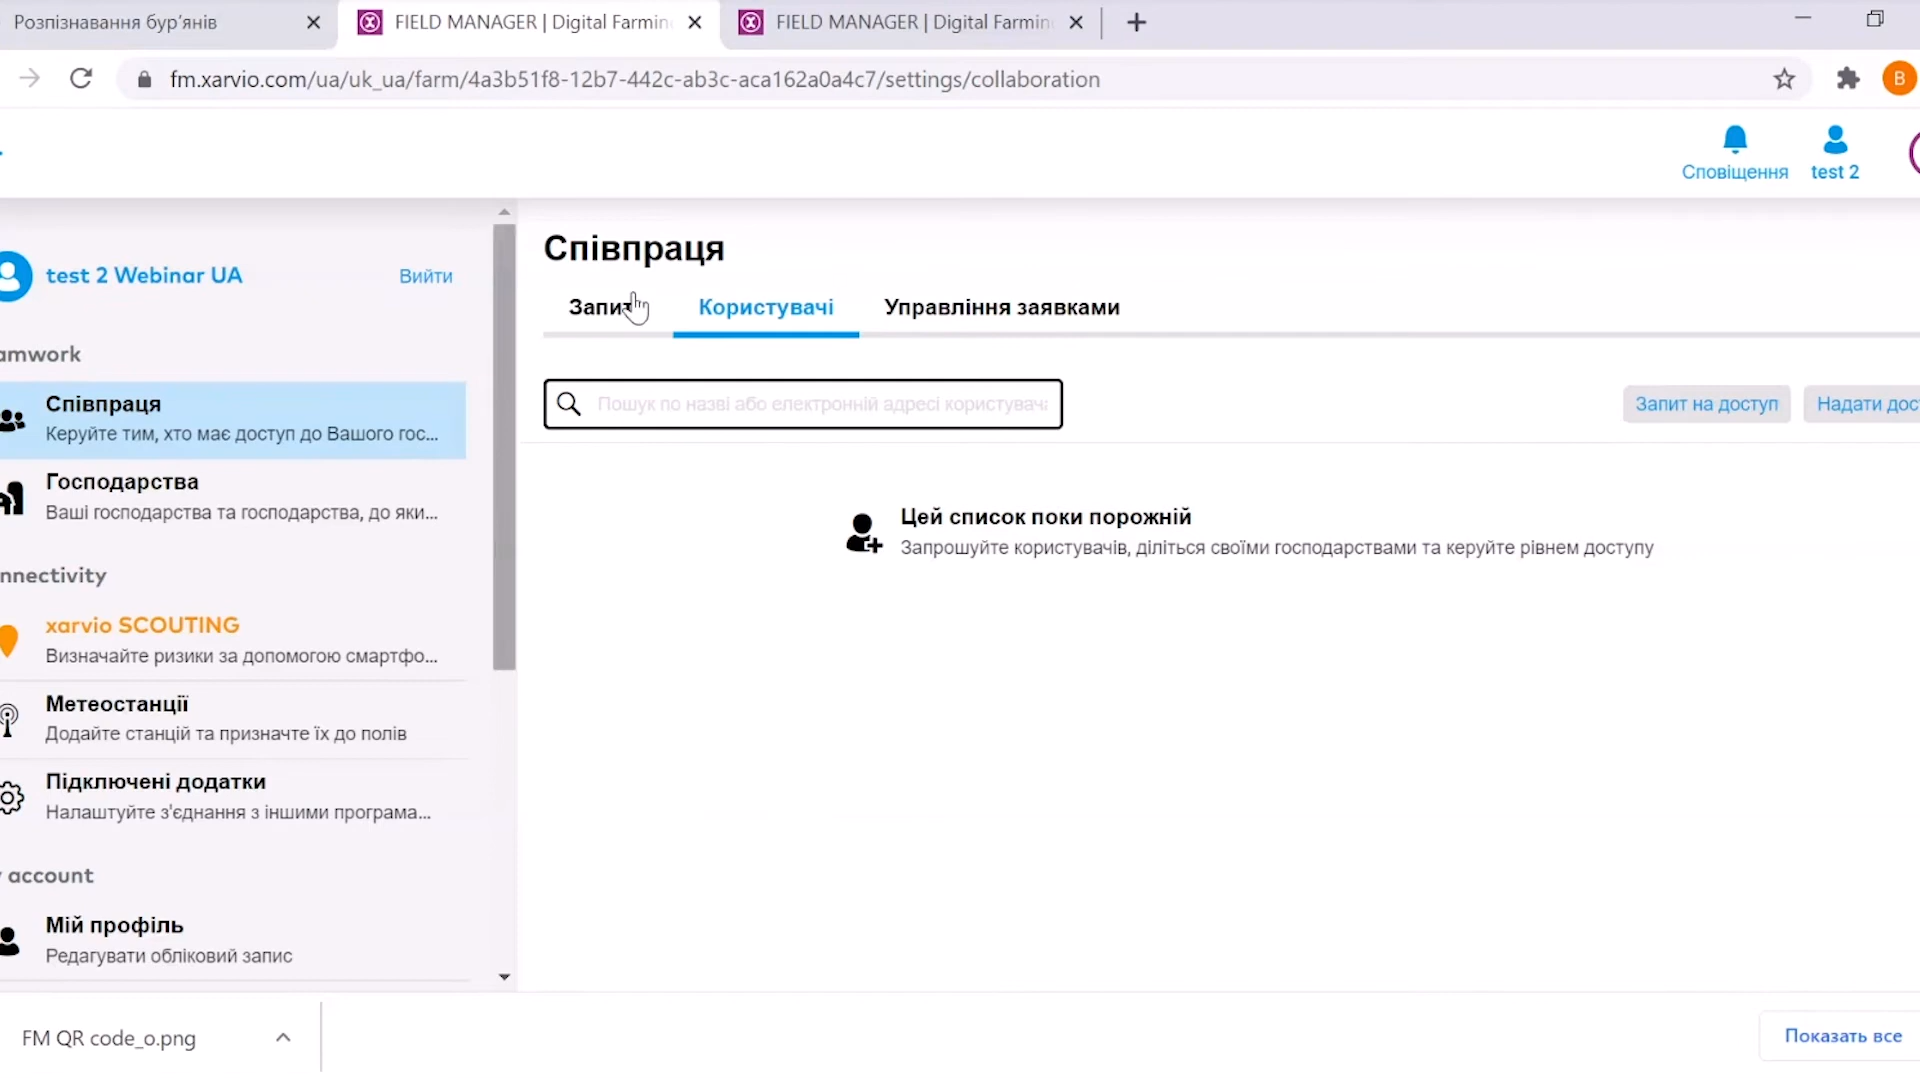 Розпізнавання бур'янів
FIELD MANAGER | Digital Farmin
FIELD MANAGER | Digital Farmin
fm.xarvio.com/ua/uk_ua/farm/4a3b51f8-12b7-442c-ab3c-aca162a0a4c7/settings/collaboration
B
Сповіщення
test 2
test 2 Webinar UA
Вийти
amwork
Співпраця
Керуйте тим, хто має доступ до Вашого гос...
Господарства
Ваші господарства та господарства, до яки...
nnectivity
xarvio SCOUTING
Визначайте ризики за допомогою смартфо...
Метеостанції
Додайте станцій та призначте їх до полів
Підключені додатки
Налаштуйте з'єднання з іншими програма...
account
Мій профіль
Редагувати обліковий запис
Співпраця
Запит
Користувачі
Управління заявками
Пошук по назві або електронній адресі користувача
Запит на доступ
Надати дос
Цей список поки порожній
Запрошуйте користувачів, діліться своїми господарствами та керуйте рівнем доступу
FM QR code_o.png
Показать все